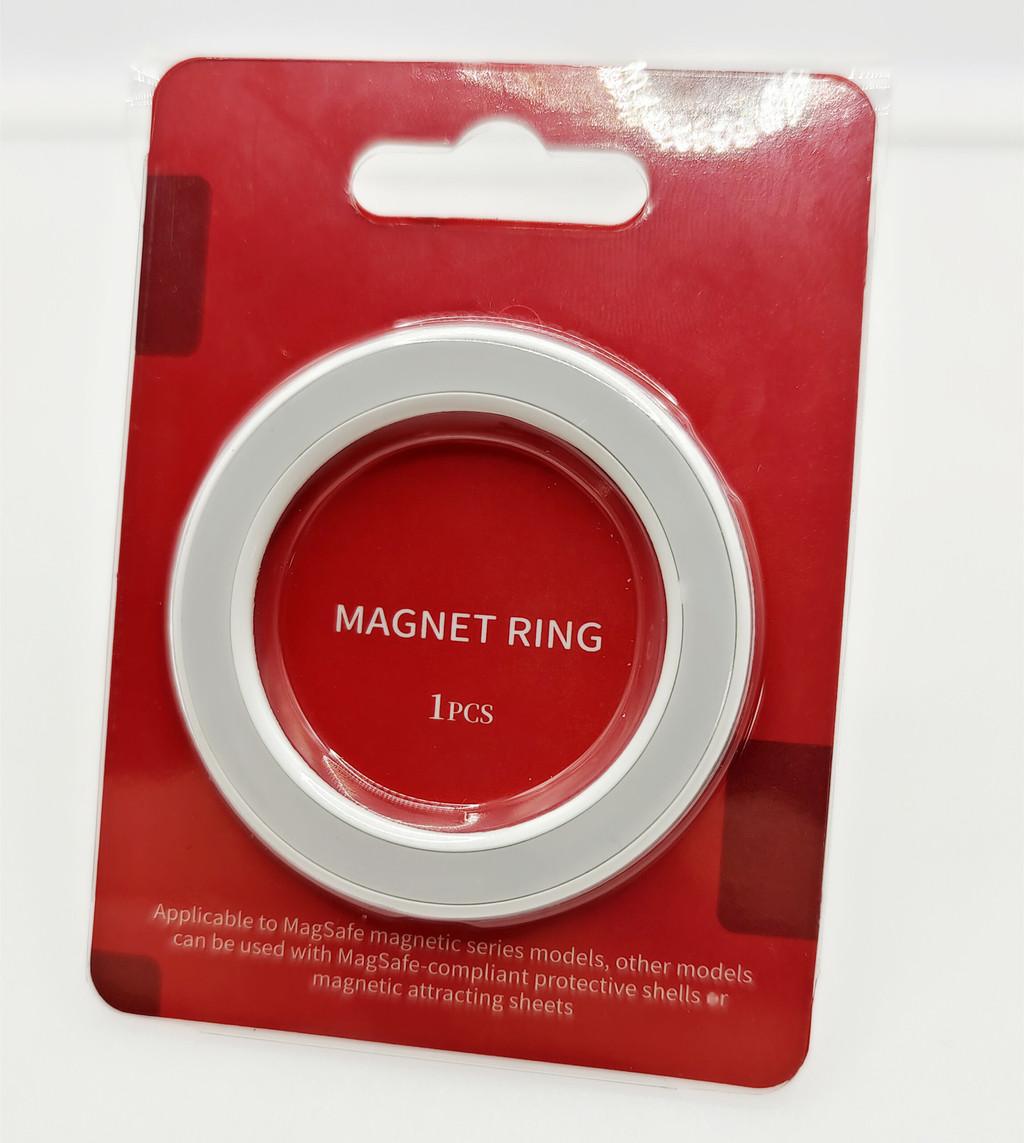 MAGNET RING
1PCS
Applicable to MagSafe magnetic series models, other models
can be used with MagSafe-compliant protective shells or
magnetic attracting sheets